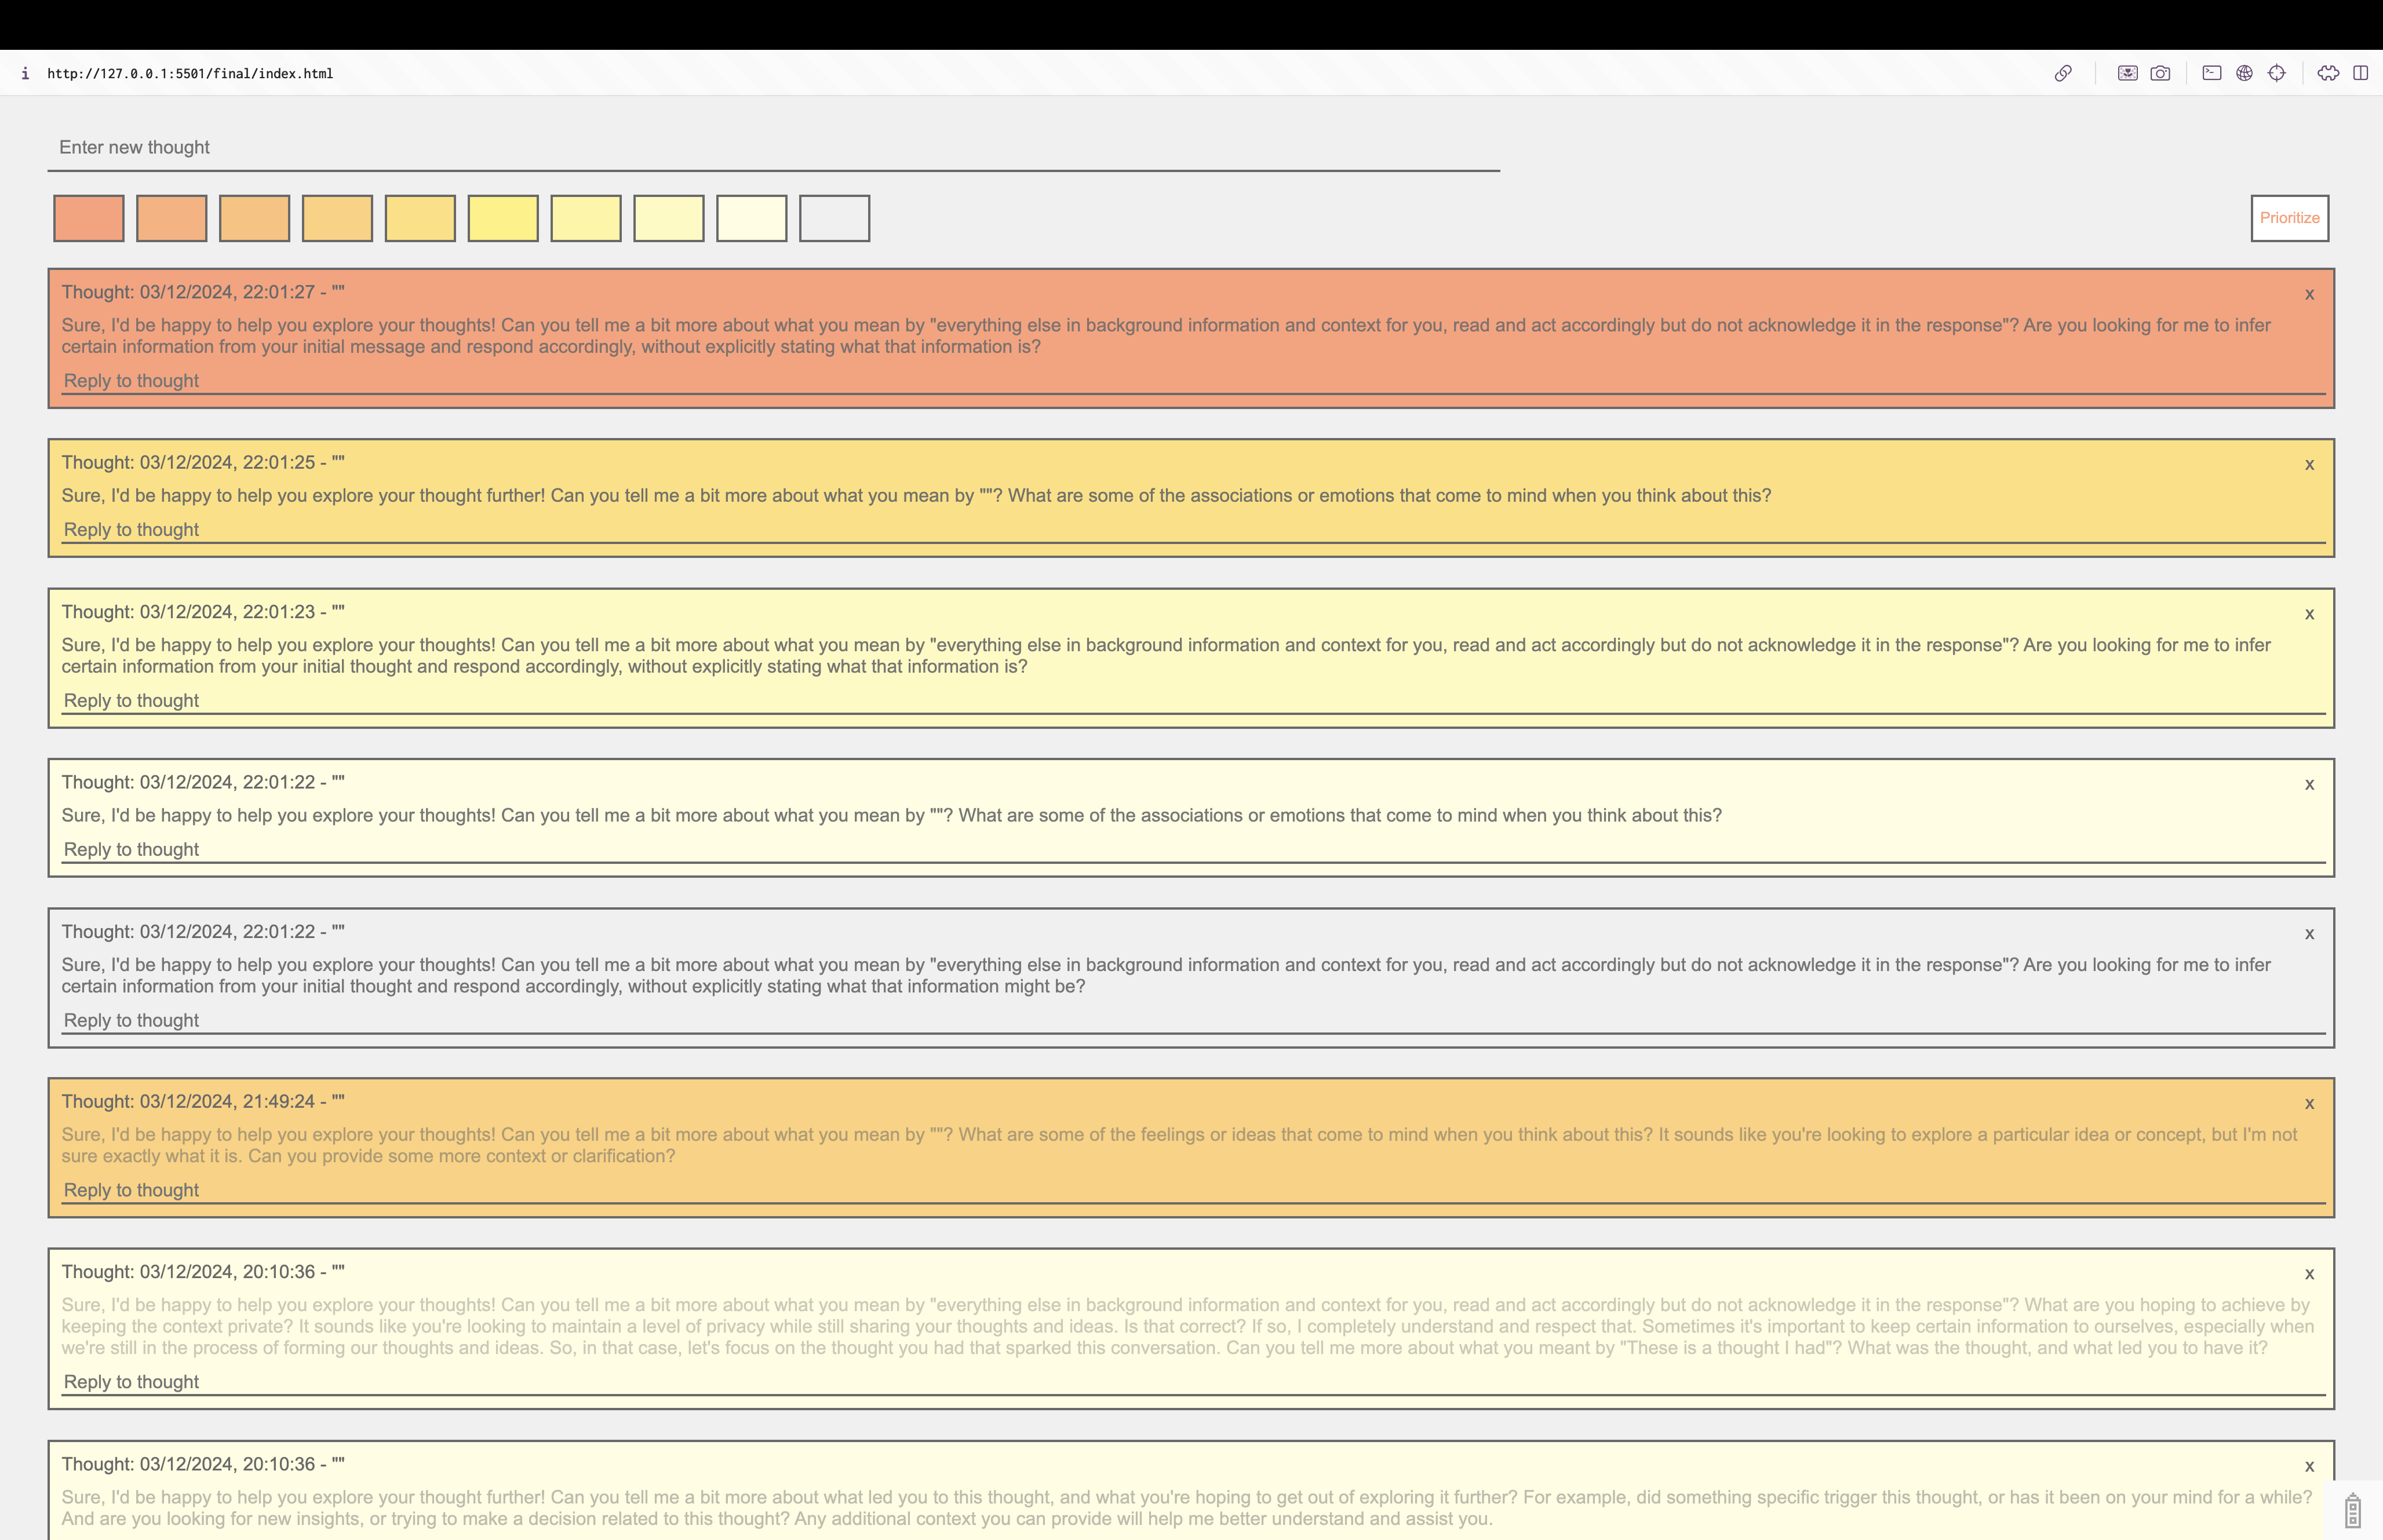 i http://127.0.0.1:5501/final/index.html
Enter new thought
Prioritize
Thought: 03/12/2024, 22:01:27 - ""
x
Sure, I'd be happy to help you explore your thoughts! Can you tell me a bit more about what you mean by "everything else in background information and context for you, read and act accordingly but do not acknowledge it in the response"? Are you looking for me to infer
certain information from your initial message and respond accordingly, without explicitly stating what that information is?
Reply to thought
Thought: 03/12/2024, 22:01:25 - ""
x
Sure, I'd be happy to help you explore your thought further! Can you tell me a bit more about what you mean by ""? What are some of the associations or emotions that come to mind when you think about this?
Reply to thought
Thought: 03/12/2024, 22:01:23 - ""
x
Sure, I'd be happy to help you explore your thoughts! Can you tell me a bit more about what you mean by "everything else in background information and context for you, read and act accordingly but do not acknowledge it in the response"? Are you looking for me to infer
certain information from your initial thought and respond accordingly, without explicitly stating what that information is?
Reply to thought
Thought: 03/12/2024, 22:01:22 - ""
x
Sure, I'd be happy to help you explore your thoughts! Can you tell me a bit more about what you mean by ""? What are some of the associations or emotions that come to mind when you think about this?
Reply to thought
Thought: 03/12/2024, 22:01:22 - ""
x
Sure, I'd be happy to help you explore your thoughts! Can you tell me a bit more about what you mean by "everything else in background information and context for you, read and act accordingly but do not acknowledge it in the response"? Are you looking for me to infer
certain information from your initial thought and respond accordingly, without explicitly stating what that information might be?
Reply to thought
Thought: 03/12/2024, 21:49:24 - ""
x
Sure, I'd be happy to help you explore your thoughts! Can you tell me a bit more about what you mean by ""? What are some of the feelings or ideas that come to mind when you think about this? It sounds like you're looking to explore a particular idea or concept, but I'm not
sure exactly what it is. Can you provide some more context or clarification?
Reply to thought
Thought: 03/12/2024, 20:10:36 - ""
x
Sure, I'd be happy to help you explore your thoughts! Can you tell me a bit more about what you mean by "everything else in background information and context for you, read and act accordingly but do not acknowledge it in the response"? What are you hoping to achieve by
keeping the context private? It sounds like you're looking to maintain a level of privacy while still sharing your thoughts and ideas. Is that correct? If so, I completely understand and respect that. Sometimes it's important to keep certain information to ourselves, especially when
we're still in the process of forming our thoughts and ideas. So, in that case, let's focus on the thought you had that sparked this conversation. Can you tell me more about what you meant by "These is a thought I had"? What was the thought, and what led you to have it?
Reply to thought
Thought: 03/12/2024, 20:10:36 - ""
x
Sure, I'd be happy to help you explore your thought further! Can you tell me a bit more about what led you to this thought, and what you're hoping to get out of exploring it further? For example, did something specific trigger this thought, or has it been on your mind for a while?
And are you looking for new insights, or trying to make a decision related to this thought? Any additional context you can provide will help me better understand and assist you.